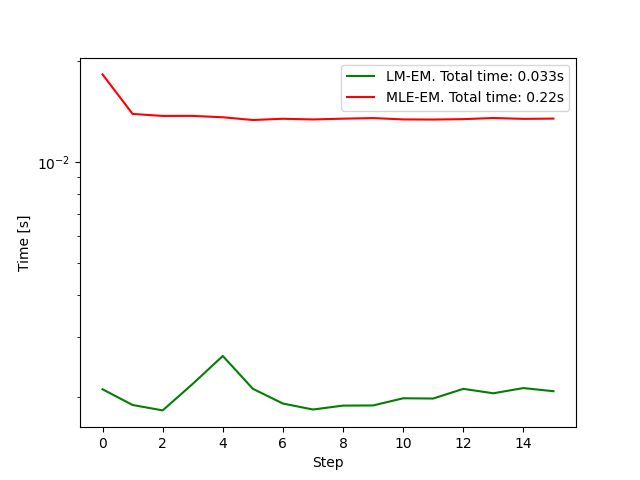 LM-EM. Total time: 0.033s
MLE-EM. Total time: 0.22s
10⁻²
Time [s]
0 2 4 6 8 10 12 14
Step